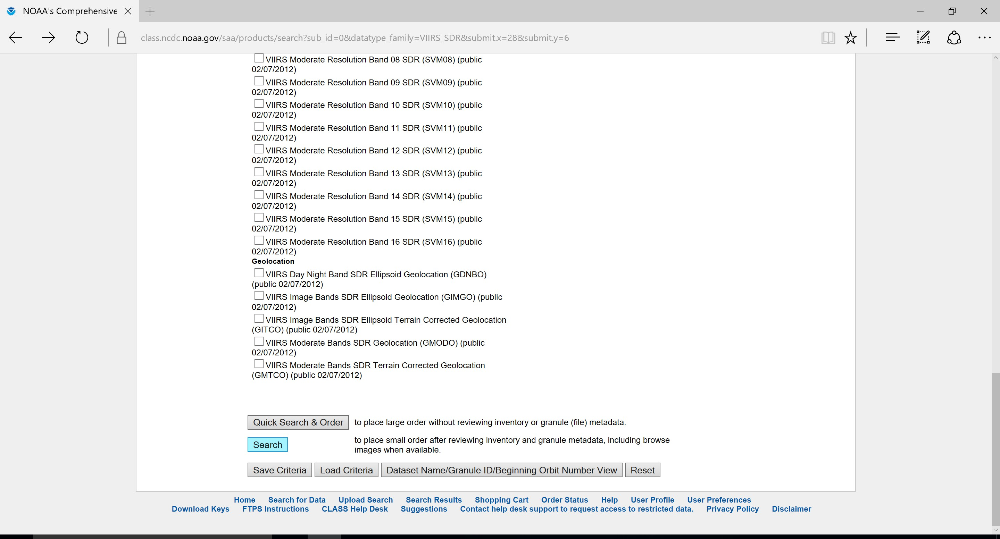 NOAA's Comprehensive
class.ncdc.noaa.gov/saa/products/search?sub_id=0&datatype_family=VIIRS_SDR&submit.x=28&submit.y=6
VIIRS Moderate Resolution Band 08 SDR (SVM08) (public
02/07/2012)
VIIRS Moderate Resolution Band 09 SDR (SVM09) (public
02/07/2012)
VIIRS Moderate Resolution Band 10 SDR (SVM10) (public
02/07/2012)
VIIRS Moderate Resolution Band 11 SDR (SVM11) (public
02/07/2012)
VIIRS Moderate Resolution Band 12 SDR (SVM12) (public
02/07/2012)
VIIRS Moderate Resolution Band 13 SDR (SVM13) (public
02/07/2012)
VIIRS Moderate Resolution Band 14 SDR (SVM14) (public
02/07/2012)
VIIRS Moderate Resolution Band 15 SDR (SVM15) (public
02/07/2012)
VIIRS Moderate Resolution Band 16 SDR (SVM16) (public
02/07/2012)
Geolocation
VIIRS Day Night Band SDR Ellipsoid Geolocation (GDNBO)
(public 02/07/2012)
VIIRS Image Bands SDR Ellipsoid Geolocation (GIMGO) (public
02/07/2012)
VIIRS Image Bands SDR Ellipsoid Terrain Corrected Geolocation
(GITCO) (public 02/07/2012)
VIIRS Moderate Bands SDR Geolocation (GMODO) (public
02/07/2012)
VIIRS Moderate Bands SDR Terrain Corrected Geolocation
(GMTCO) (public 02/07/2012)
Quick Search & Order to place large order without reviewing inventory or granule (file) metadata.
Search to place small order after reviewing inventory and granule metadata, including browse
images when available.
Save Criteria Load Criteria Dataset Name/Granule ID/Beginning Orbit Number View Reset
Home Search for Data Upload Search Search Results Shopping Cart Order Status Help User Profile User Preferences
Download Keys FTPS Instructions CLASS Help Desk Suggestions Contact help desk support to request access to restricted data. Privacy Policy Disclaimer